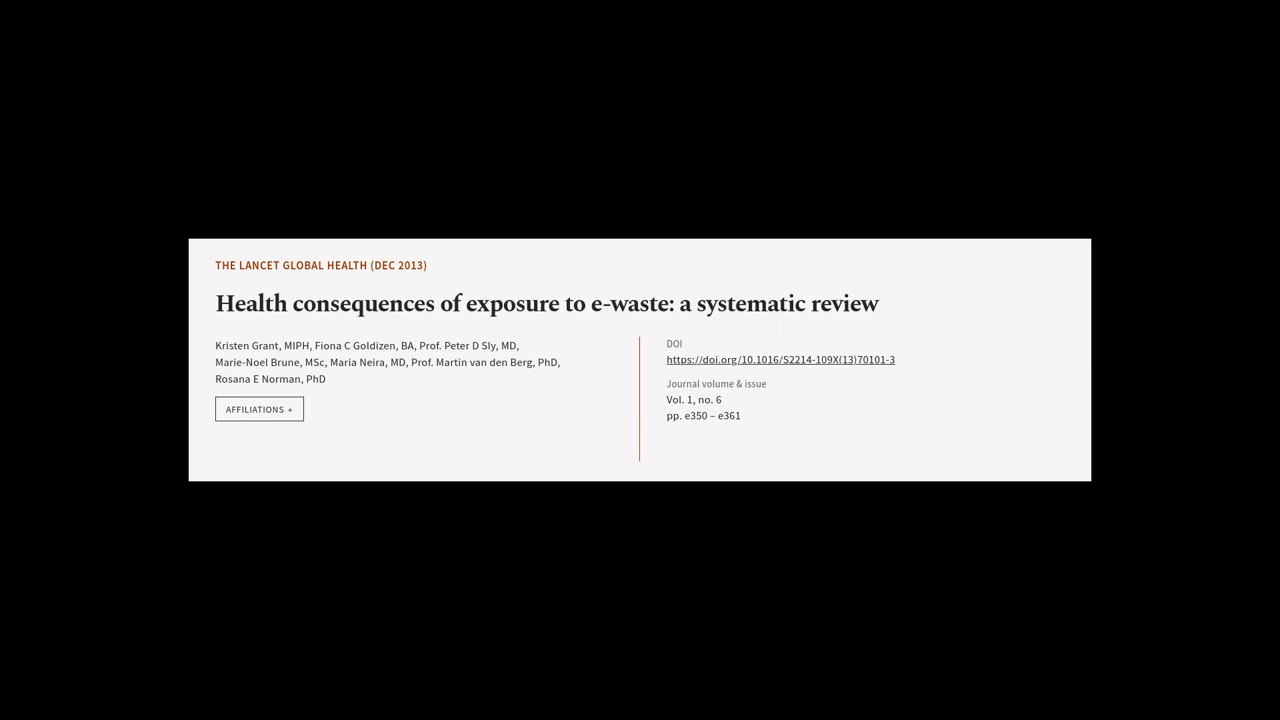 THE LANCET GLOBAL HEALTH (DEC 2013)
Health consequences of exposure to e-waste: a systematic review
Kristen Grant, MIPH, Fiona C Goldizen, BA, Prof. Peter D Sly, MD,
Marie-Noel Brune, MSc, Maria Neira, MD, Prof. Martin van den Berg, PhD,
Rosana E Norman, PhD
AFFILIATIONS +
DOI
https://doi.org/10.1016/S2214-109X(13)70101-3
Journal volume & issue
Vol. 1, no. 6
pp. e350 – e361